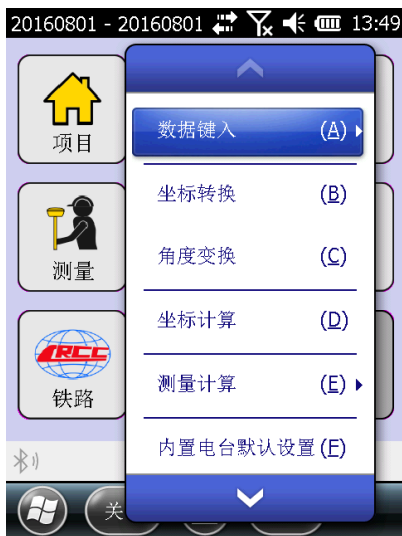 20160801 - 20160801 13:49
项目
测量
CRCC
铁路
数据键入 (A)
坐标转换 (B)
角度变换 (C)
坐标计算 (D)
测量计算 (E)
内置电台默认设置 (F)
关